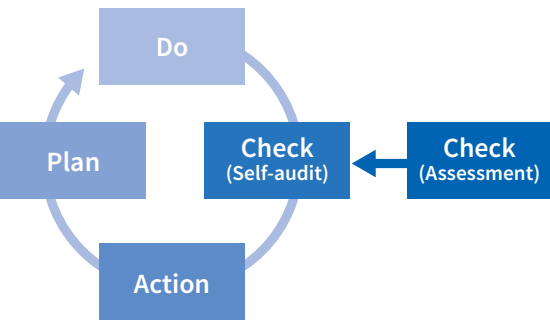 Do
Plan
Check
(Self-audit)
Check
(Assessment)
Action